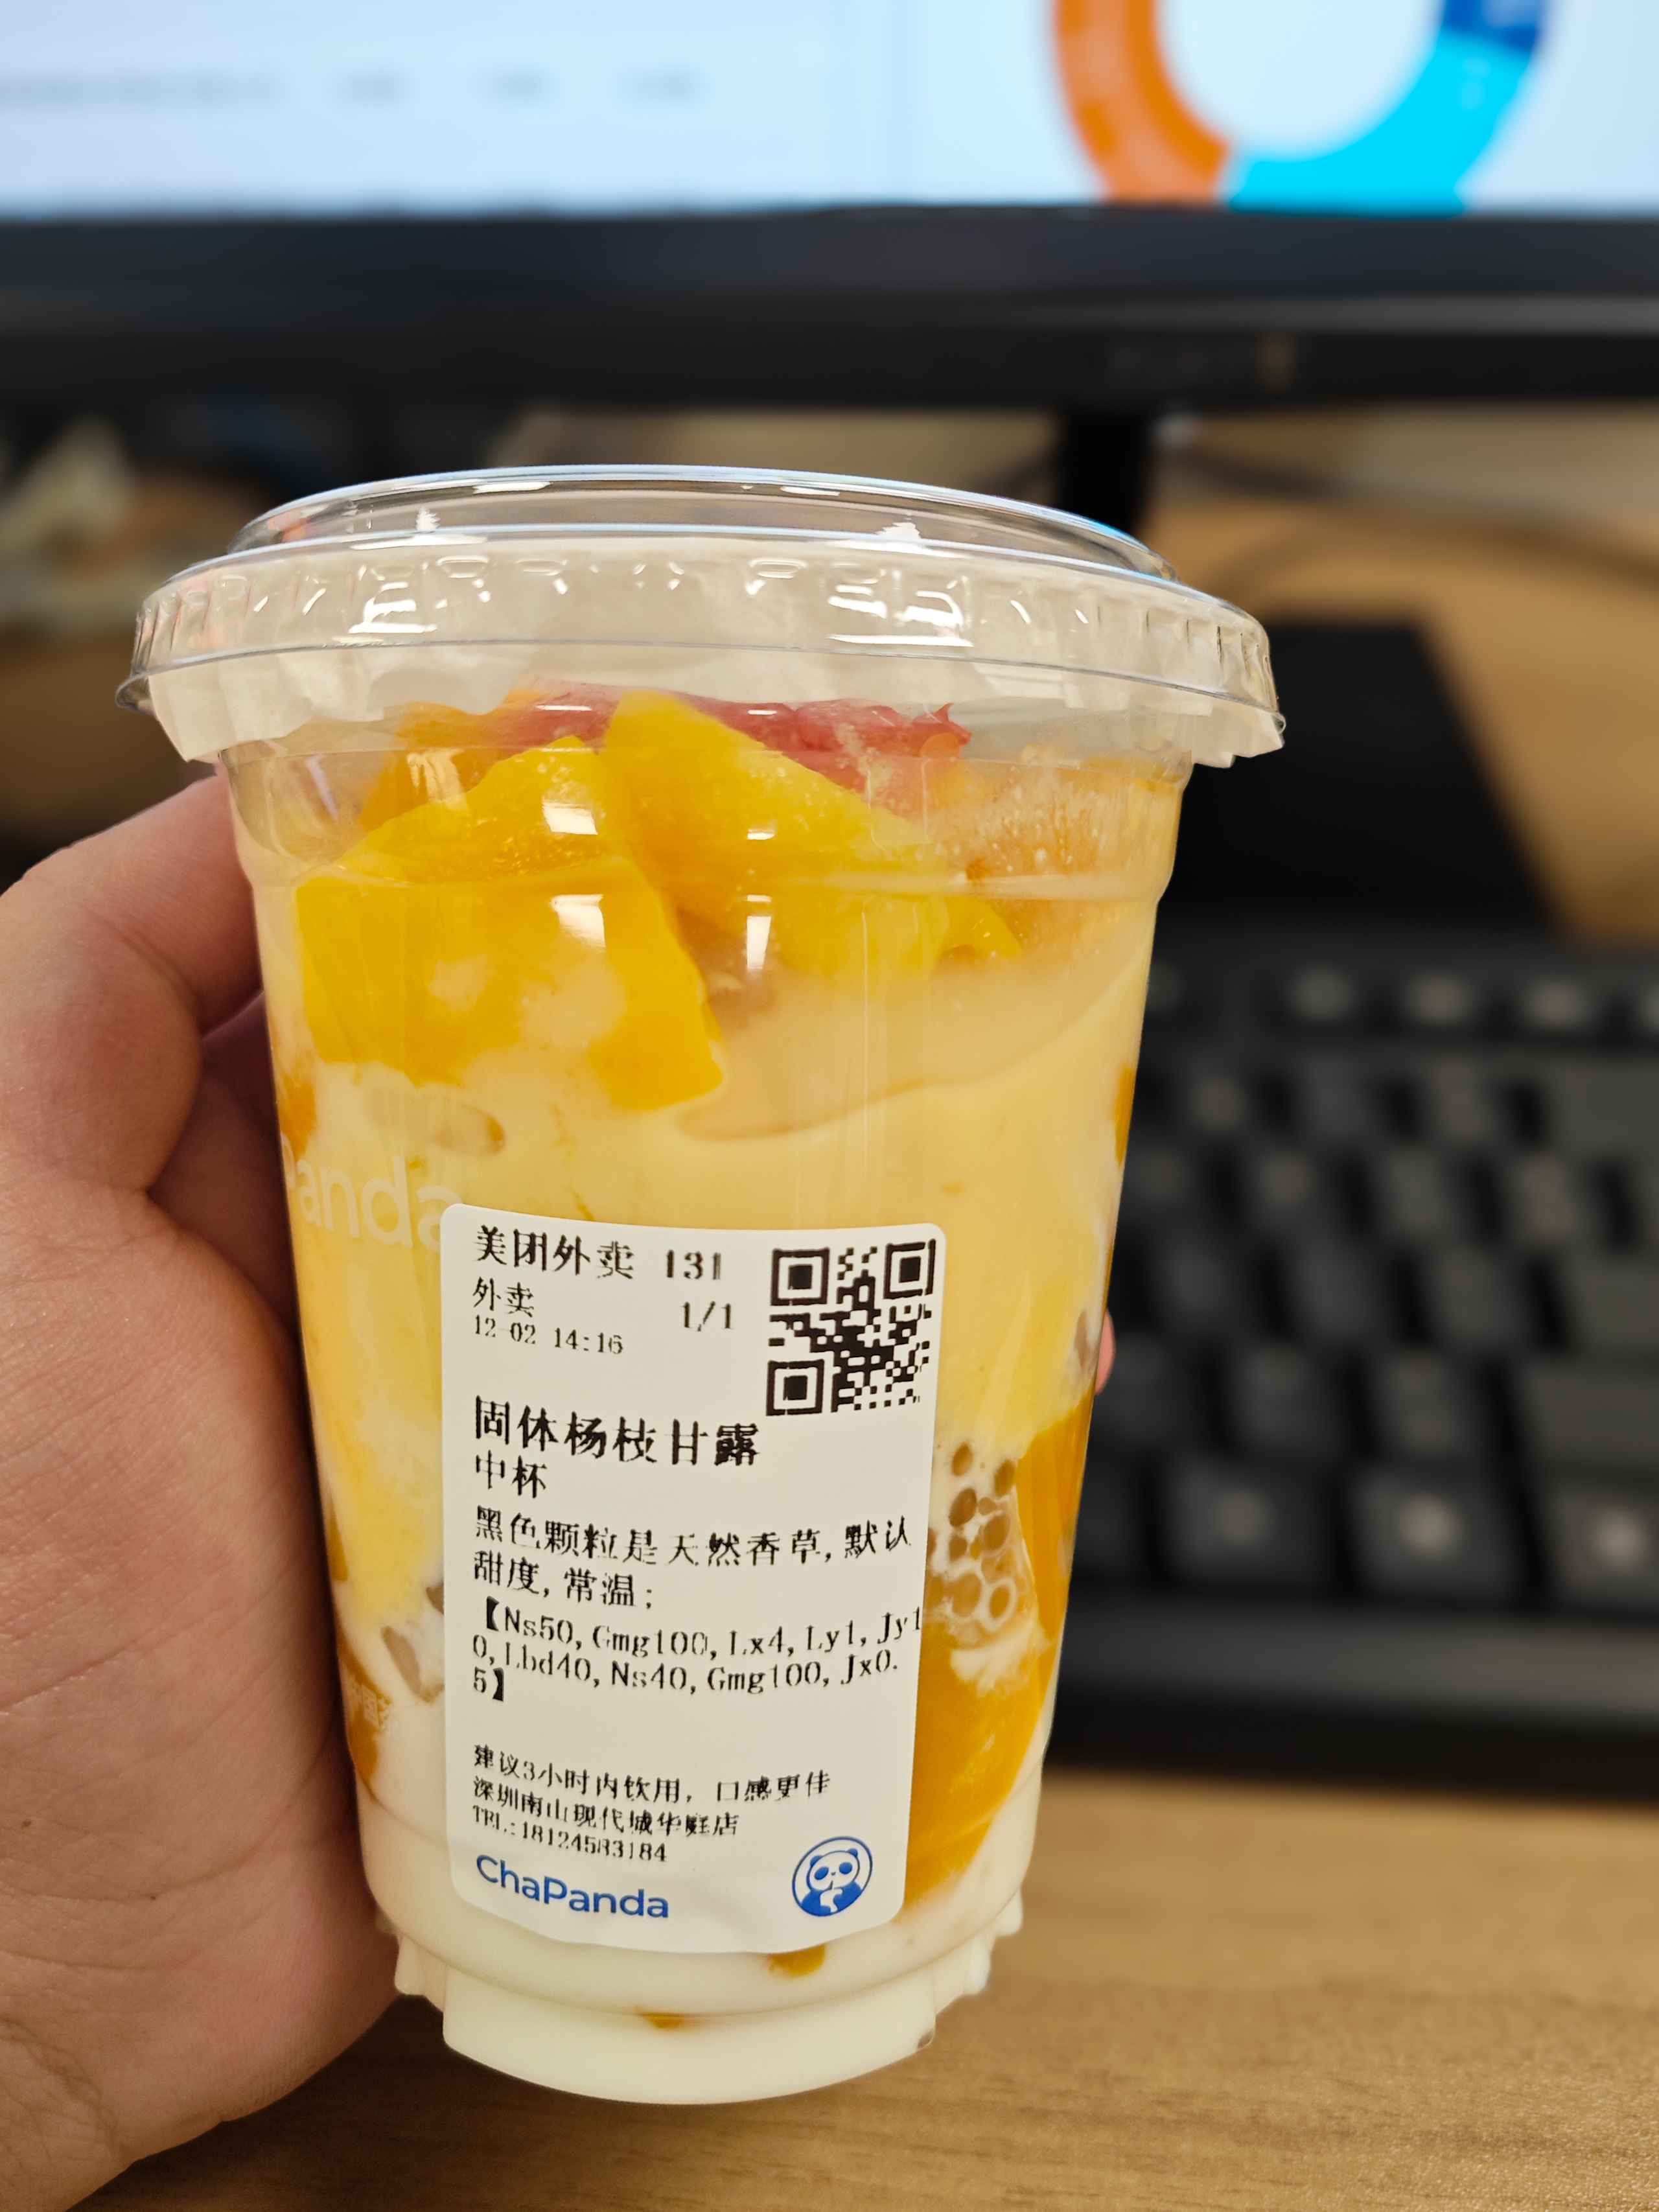 Panda
美团外卖 131
外卖 1/1
12-02 14:16
固体杨枝甘露
中杯
黑色颗粒是天然香草,默认
甜度,常温;
【Ns50,Gmg100,Lx4,Ly1,Jy1
0,Lbd40,Ns40,Gmg100,Jx0.
5】
建议3小时内饮用,口感更佳
深圳南山现代城华庭店
TEL:18124583184
ChaPanda